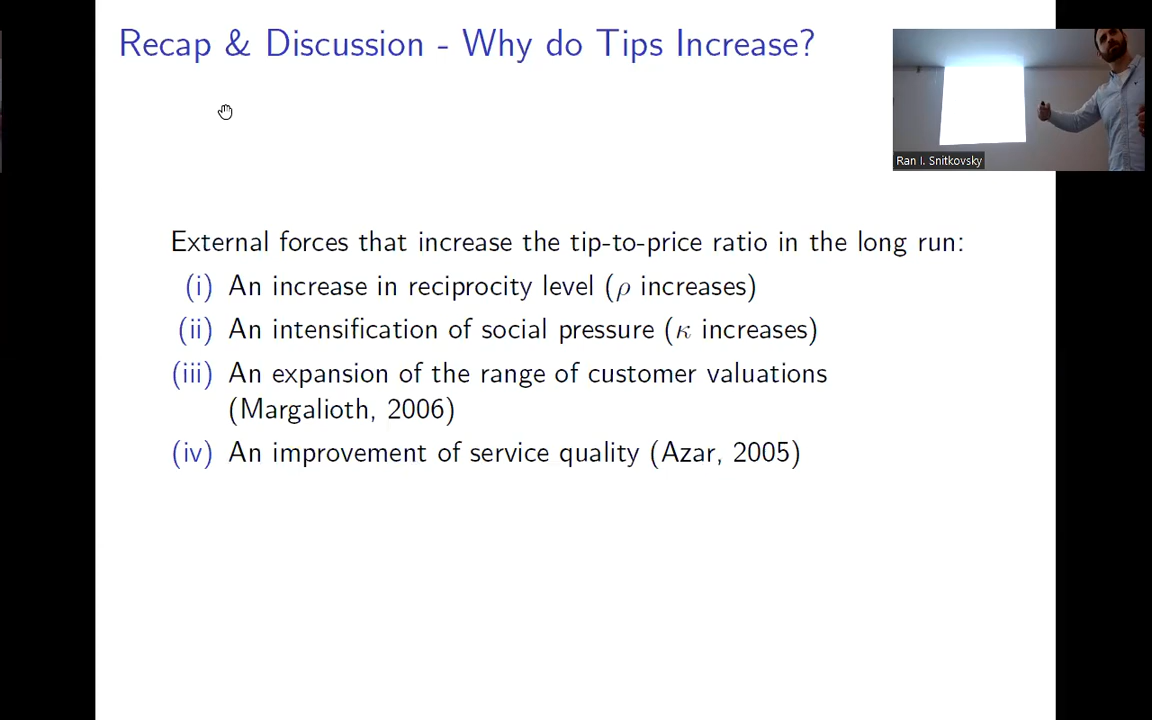 Recap & Discussion - Why do Tips Increase?
Ran I. Snitkovsky
External forces that increase the tip-to-price ratio in the long run:
(i) An increase in reciprocity level (ρ increases)
(ii) An intensification of social pressure (κ increases)
(iii) An expansion of the range of customer valuations
(Margalioth, 2006)
(iv) An improvement of service quality (Azar, 2005)